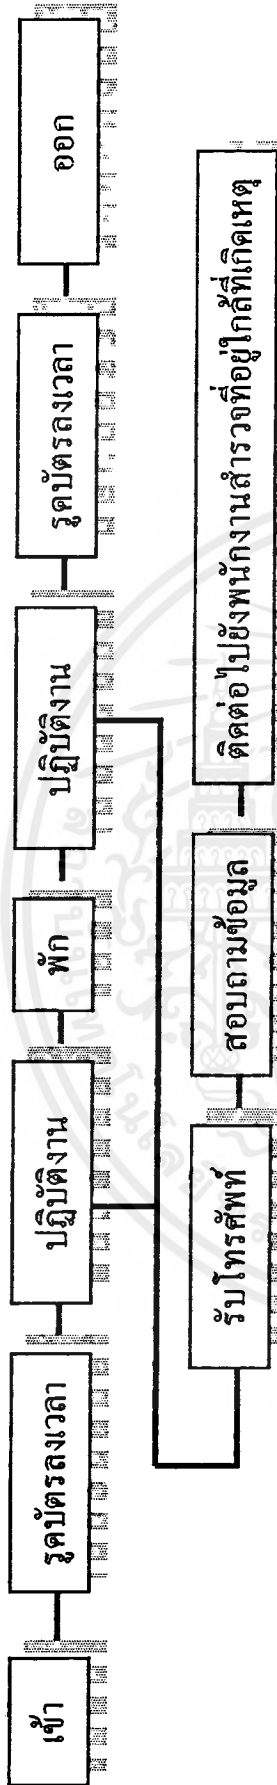 เข้า
รูดบัตรลงเวลา
ปฏิบัติงาน
พัก
ปฏิบัติงาน
รูดบัตรลงเวลา
ออก
รับโทรศัพท์
สอบถามข้อมูล
ติดต่อไปยังพนักงานสำรวจที่อยู่ใกล้ที่เกิดเหตุ